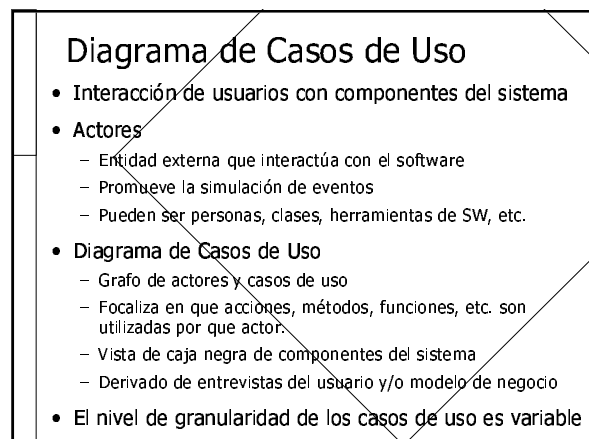 Diagrama de Casos de Uso
• Interacción de usuarios con componentes del sistema
• Actores
– Entidad externa que interactúa con el software
– Promueve la simulación de eventos
– Pueden ser personas, clases, herramientas de SW, etc.
• Diagrama de Casos de Uso
– Grafo de actores y casos de uso
– Focaliza en que acciones, métodos, funciones, etc. son
utilizadas por que actor.
– Vista de caja negra de componentes del sistema
– Derivado de entrevistas del usuario y/o modelo de negocio
• El nivel de granularidad de los casos de uso es variable